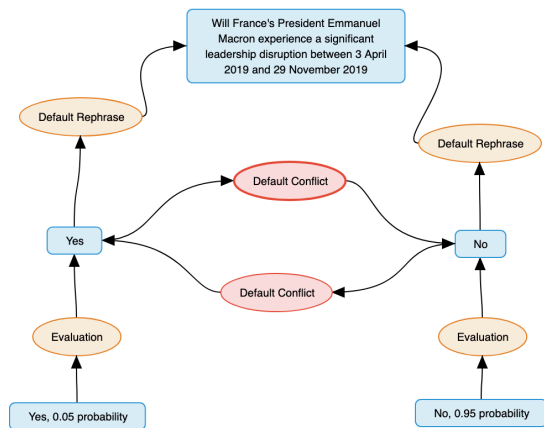 Will France's President Emmanuel
Macron experience a significant
leadership disruption between 3 April
2019 and 29 November 2019
Default Rephrase
Default Rephrase
Default Conflict
Yes
No
Default Conflict
Evaluation
Evaluation
Yes, 0.05 probability
No, 0.95 probability